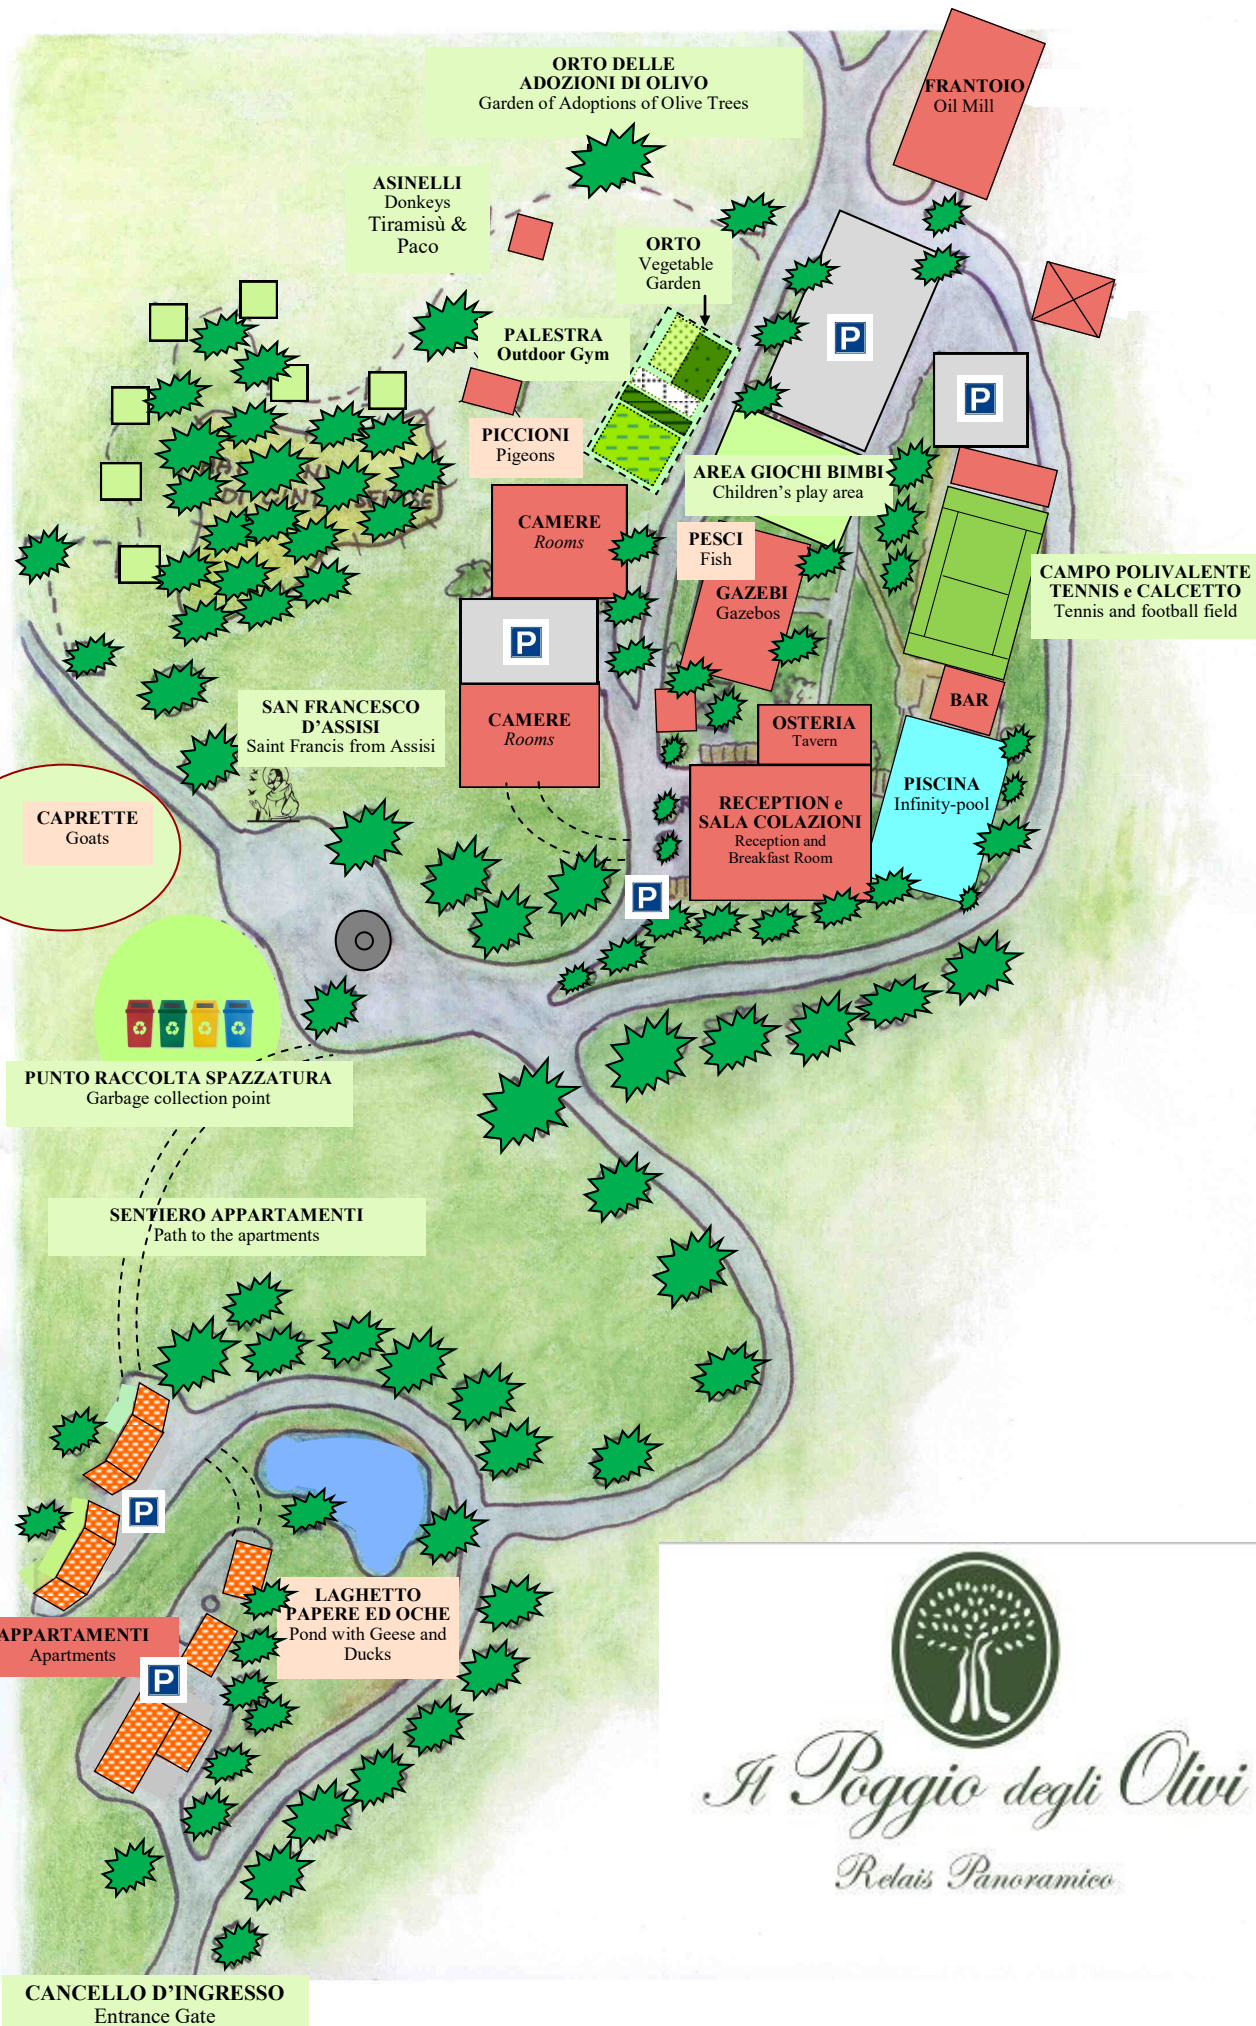 ORTO DELLE
ADOZIONI DI OLIVO
Garden of Adoptions of Olive Trees
FRANTOIO
Oil Mill
ASINELLI
Donkeys
Tiramisù &
Paco
ORTO
Vegetable
Garden
PALESTRA
Outdoor Gym
P
P
PICCIONI
Pigeons
AREA GIOCHI BIMBI
Children's play area
CAMERE
Rooms
PESCI
Fish
GAZEBI
Gazebos
CAMPO POLIVALENTE
TENNIS e CALCETTO
Tennis and football field
P
SAN FRANCESCO
D'ASSISI
Saint Francis from Assisi
CAMERE
Rooms
BAR
OSTERIA
Tavern
PISCINA
Infinity-pool
RECEPTION e
SALA COLAZIONI
Reception and
Breakfast Room
CAPRETTE
Goats
P
PUNTO RACCOLTA SPAZZATURA
Garbage collection point
SENTIERO APPARTAMENTI
Path to the apartments
P
LAGHETTO
PAPERE ED OCHE
Pond with Geese and
Ducks
APPARTAMENTI
Apartments
P
Il Poggio degli Olivi
Relais Panoramico
CANCELLO D'INGRESSO
Entrance Gate